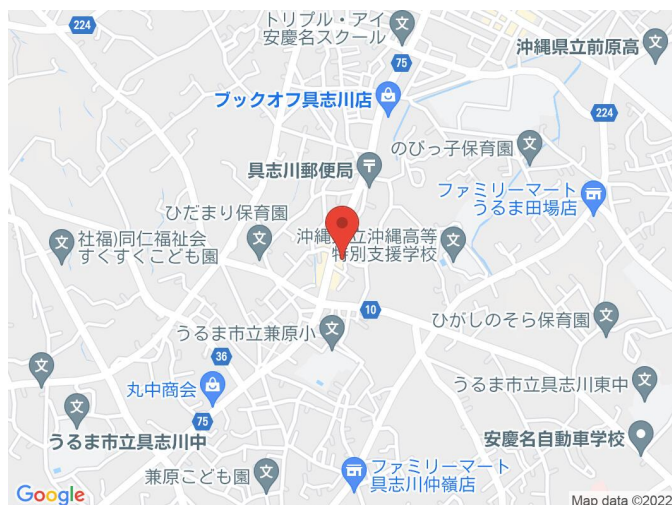 トリプル・アイ
安慶名スクール
224
沖縄県立前原高
75
ブックオフ具志川店
224
のびっ子保育園
具志川郵便局
ファミリーマート
うるま田場店
ひだまり保育園
社福)同仁福祉会
すくすくこども園
立沖縄高等
特別支援学校
10
ひがしのそら保育園
うるま市立兼原小
36
丸中商会
うるま市立具志川東中
75
うるま市立具志川中
安慶名自動車学校
兼原こども園
ファミリーマート
具志川仲嶺店
Google
Map data ©2022